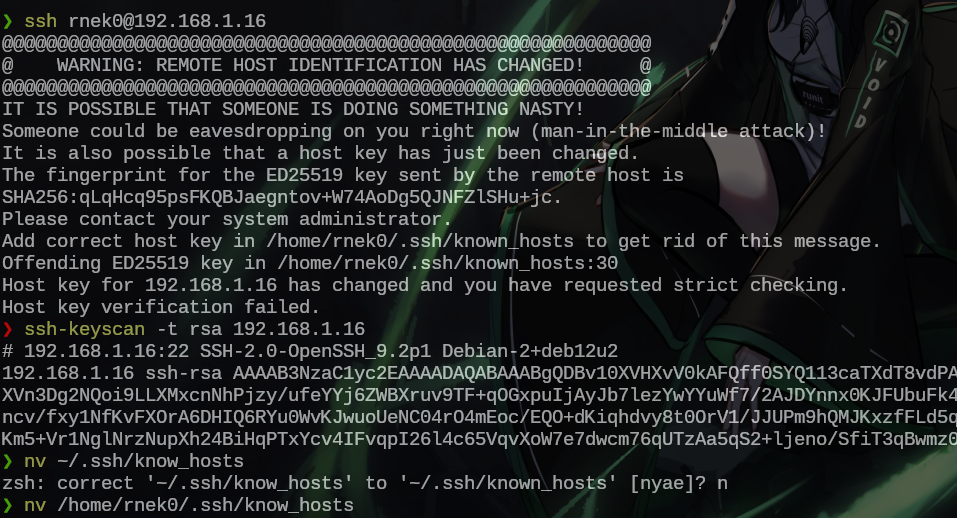 ❯ ssh rnek0@192.168.1.16
@@@@@@@@@@@@@@@@@@@@@@@@@@@@@@@@@@@@@@@@@@@@@@@@@@@@@@@@@@@
@    WARNING: REMOTE HOST IDENTIFICATION HAS CHANGED!     @
@@@@@@@@@@@@@@@@@@@@@@@@@@@@@@@@@@@@@@@@@@@@@@@@@@@@@@@@@@@
IT IS POSSIBLE THAT SOMEONE IS DOING SOMETHING NASTY!
Someone could be eavesdropping on you right now (man-in-the-middle attack)!
It is also possible that a host key has just been changed.
The fingerprint for the ED25519 key sent by the remote host is
SHA256:qLqHcq95psFKQBJaegntov+W74AoDg5QJNFZlSHu+jc.
Please contact your system administrator.
Add correct host key in /home/rnek0/.ssh/known_hosts to get rid of this message.
Offending ED25519 key in /home/rnek0/.ssh/known_hosts:30
Host key for 192.168.1.16 has changed and you have requested strict checking.
Host key verification failed.
❯ ssh-keyscan -t rsa 192.168.1.16
# 192.168.1.16:22 SSH-2.0-OpenSSH_9.2p1 Debian-2+deb12u2
192.168.1.16 ssh-rsa AAAAB3NzaC1yc2EAAAADAQABAAABgQDBv10XVHXvV0kAFQff0SYQ113caTXdT8vdPA
XVn3Dg2NQoi9LLXMxcnNhPjzy/ufeYYj6ZWBXruv9TF+qOGxpuIjAyJb7lezYwYYuWf7/2AJDYnnx0KJFUbuFk4
ncv/fxy1NfKvFXOrA6DHIQ6RYu0WvKJwuoUeNC04rO4mEoc/EQO+dKiqhdvy8t0OrV1/JJUPm9hQMJKxzfFLd5q
Km5+Vr1NglNrzNupXh24BiHqPTxYcv4IFvqpI26l4c65VqvXoW7e7dwcm76qUTzAa5qS2+ljeno/SfiT3qBwmz0
❯ nv ~/.ssh/know_hosts
zsh: correct '~/.ssh/know_hosts' to '~/.ssh/known_hosts' [nyae]? n
❯ nv /home/rnek0/.ssh/know_hosts
VOID
runit